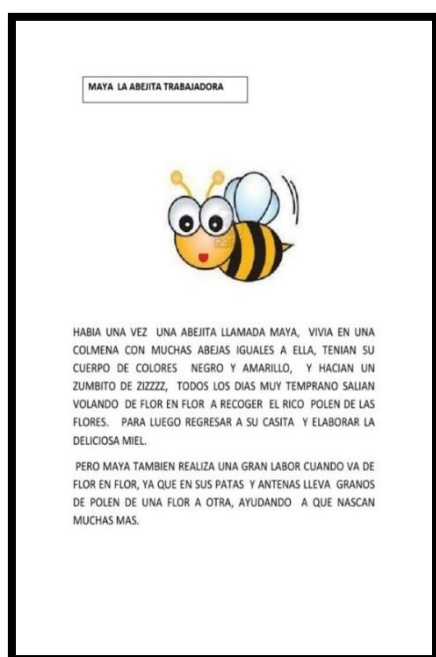 MAYA LA ABEJITA TRABAJADORA
HABIA UNA VEZ UNA ABEJITA LLAMADA MAYA, VIVIA EN UNA
COLMENA CON MUCHAS ABEJAS IGUALES A ELLA, TENIAN SU
CUERPO DE COLORES NEGRO Y AMARILLO, Y HACIAN UN
ZUMBITO DE ZIZZZZ, TODOS LOS DIAS MUY TEMPRANO SALIAN
VOLANDO DE FLOR EN FLOR A RECOGER EL RICO POLEN DE LAS
FLORES. PARA LUEGO REGRESAR A SU CASITA Y ELABORAR LA
DELICIOSA MIEL.
PERO MAYA TAMBIEN REALIZA UNA GRAN LABOR CUANDO VA DE
FLOR EN FLOR, YA QUE EN SUS PATAS Y ANTENAS LLEVA GRANOS
DE POLEN DE UNA FLOR A OTRA, AYUDANDO A QUE NASCAN
MUCHAS MAS.